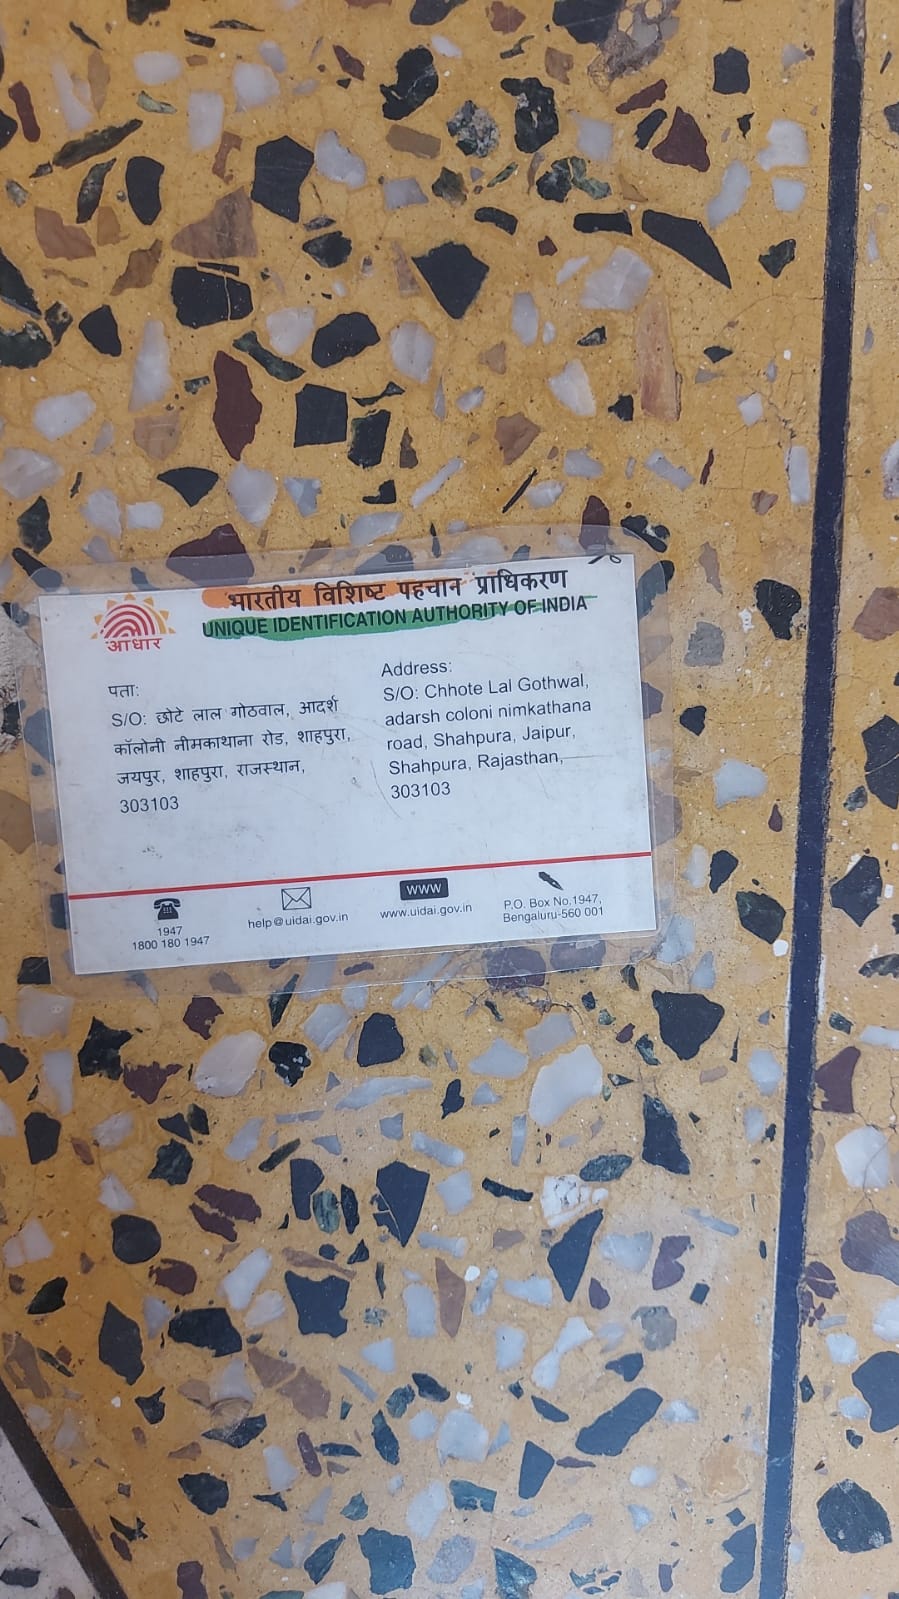 भारतीय विशिष्ट पहचान प्राधिकरण
UNIQUE IDENTIFICATION AUTHORITY OF INDIA
आधार
पता:
S/O: छोटे लाल गोठवाल, आदर्श
कॉलोनी नीमकाथाना रोड, शाहपुरा,
जयपुर, शाहपुरा, राजस्थान,
303103
Address:
S/O: Chhote Lal Gothwal,
adarsh coloni nimkathana
road, Shahpura, Jaipur,
Shahpura, Rajasthan,
303103
1947
1800 180 1947
help@uidai.gov.in
WWW
www.uidai.gov.in
P.O. Box No.1947,
Bengaluru-560 001